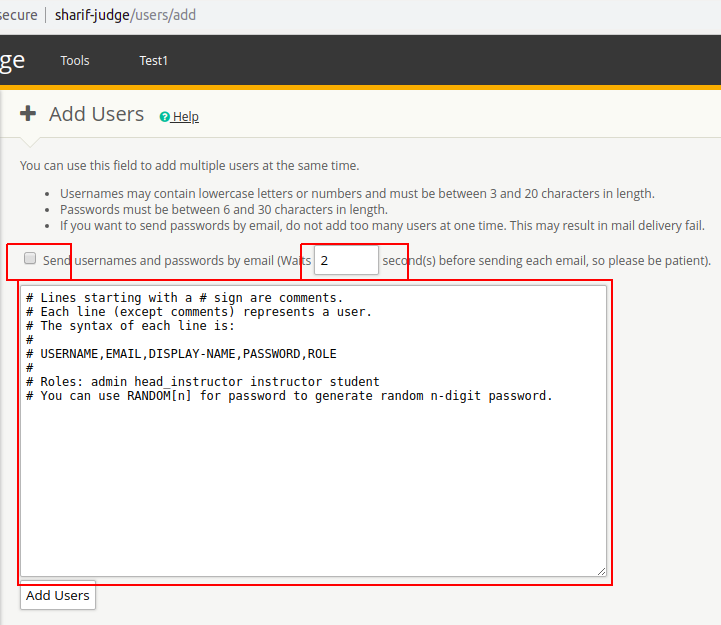 secure | sharif-judge/users/add
ge Tools Test1
Add Users ? Help
You can use this field to add multiple users at the same time.
• Usernames may contain lowercase letters or numbers and must be between 3 and 20 characters in length.
• Passwords must be between 6 and 30 characters in length.
• If you want to send passwords by email, do not add too many users at one time. This may result in mail delivery fail.
Send usernames and passwords by email (Waits 2 second(s) before sending each email, so please be patient).
# Lines starting with a # sign are comments.
# Each line (except comments) represents a user.
# The syntax of each line is:
#
# USERNAME,EMAIL,DISPLAY-NAME,PASSWORD,ROLE
#
# Roles: admin head_instructor instructor student
# You can use RANDOM[n] for password to generate random n-digit password.
Add Users